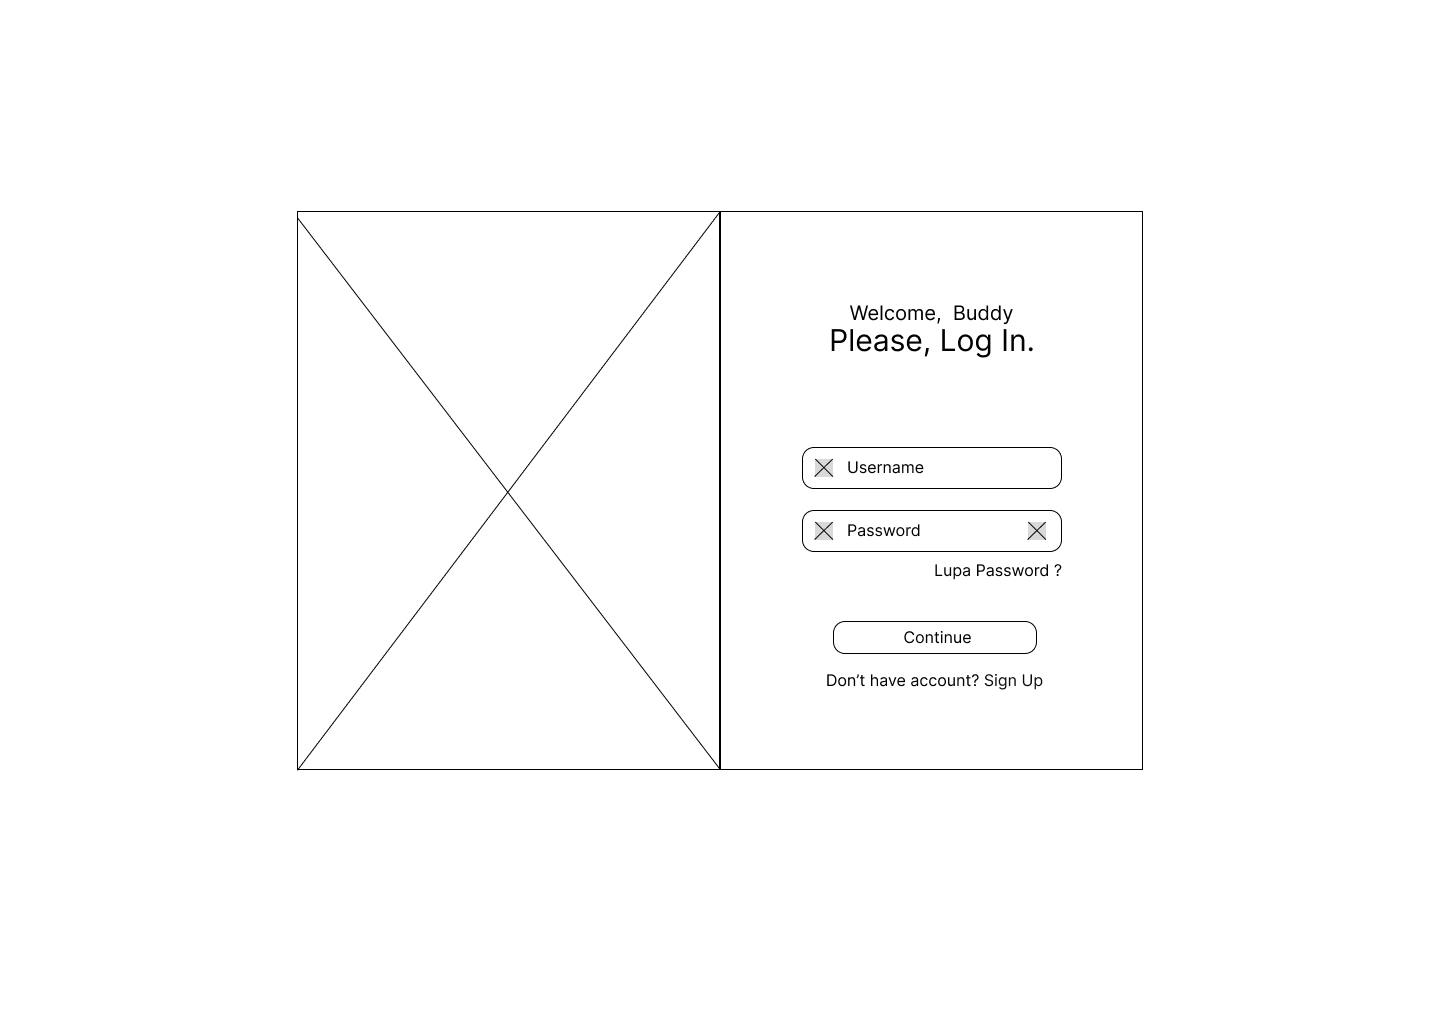 Welcome,  Buddy
Please, Log In.
Username
Password
Lupa Password ?
Continue
Don’t have account? Sign Up